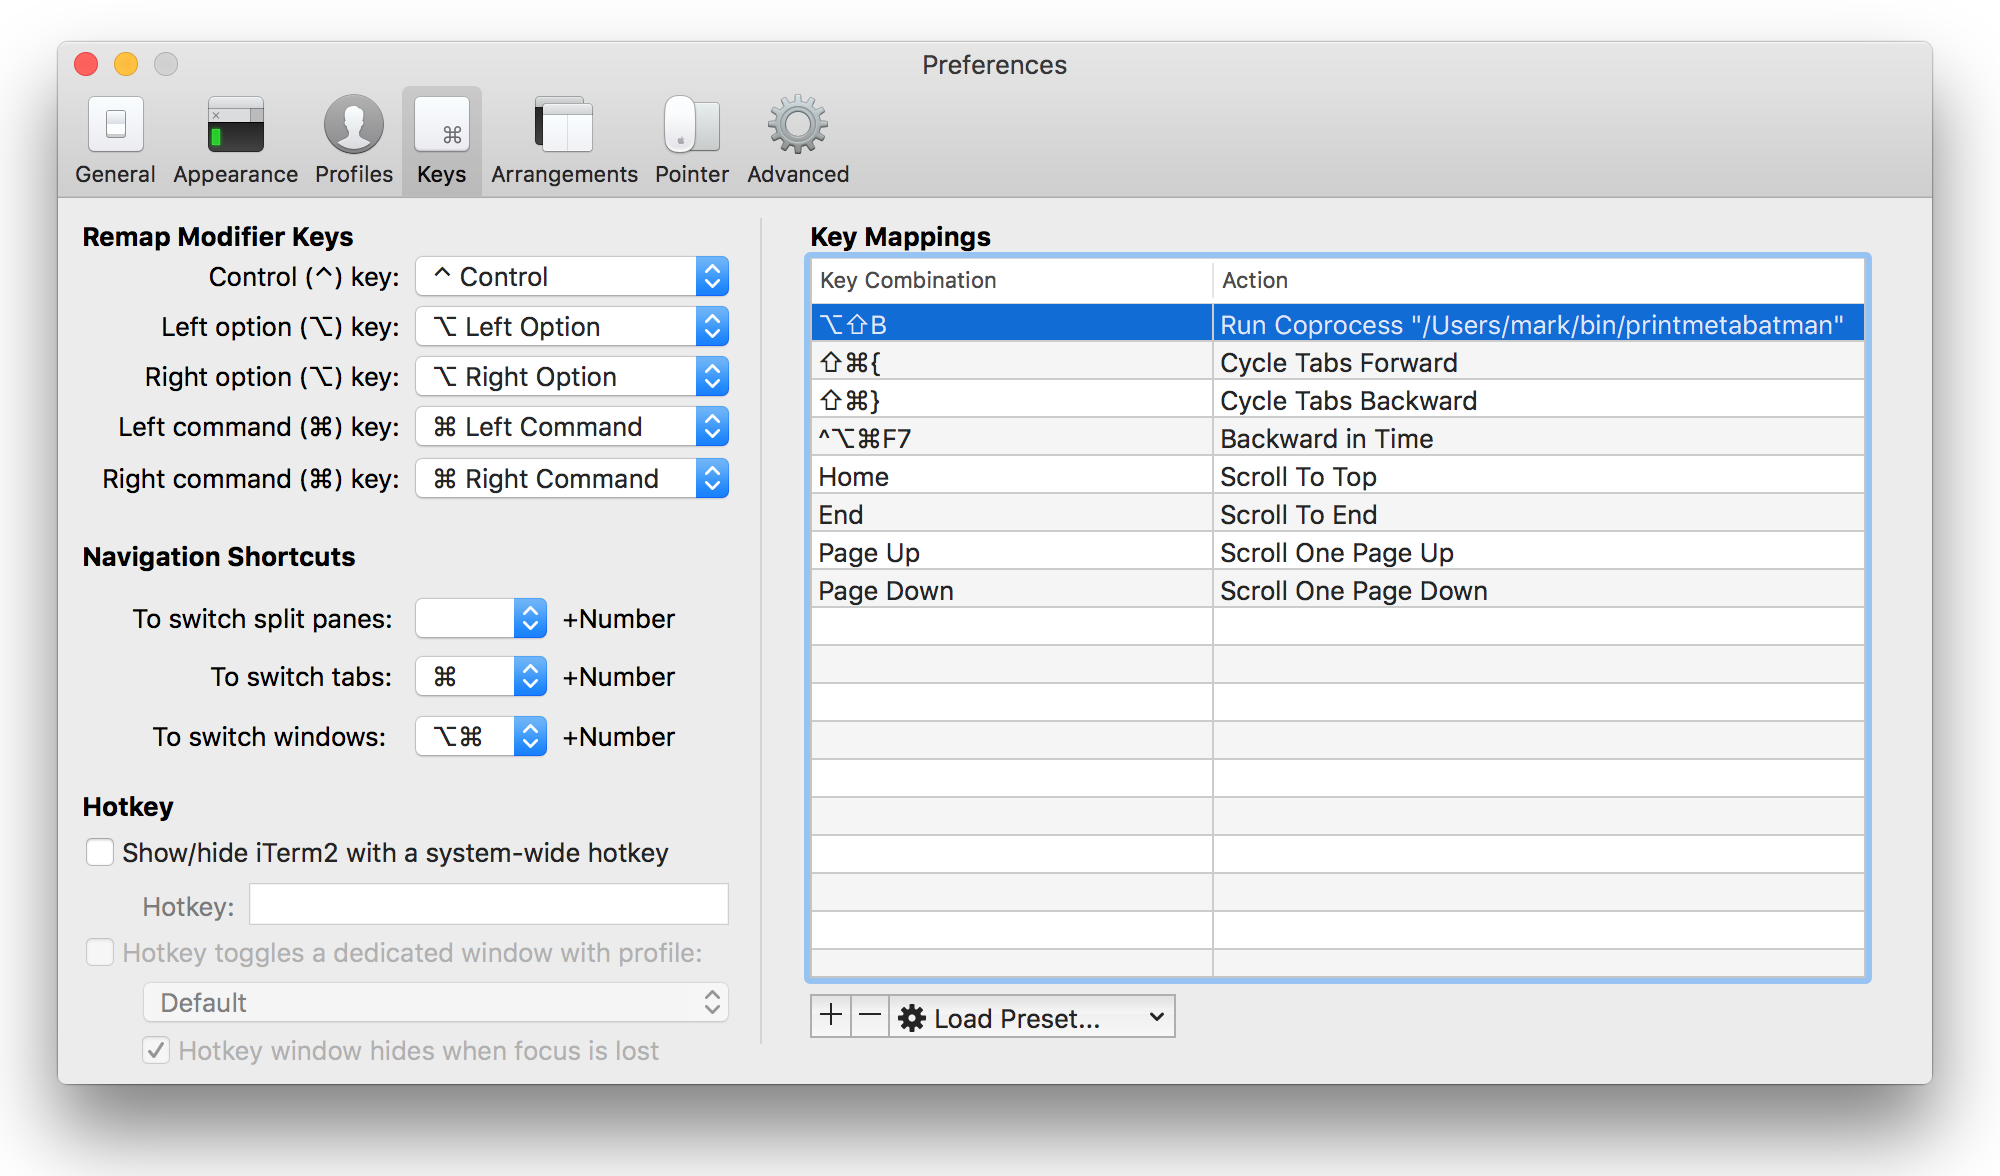 Preferences
General Appearance Profiles Keys Arrangements Pointer Advanced
Remap Modifier Keys
Control (^) key: ^ Control
Left option (⌥) key: ⌥ Left Option
Right option (⌥) key: ⌥ Right Option
Left command (⌘) key: ⌘ Left Command
Right command (⌘) key: ⌘ Right Command
Navigation Shortcuts
To switch split panes: +Number
To switch tabs: ⌘ +Number
To switch windows: ⌥⌘ +Number
Hotkey
Show/hide iTerm2 with a system-wide hotkey
Hotkey:
Hotkey toggles a dedicated window with profile:
Default
Hotkey window hides when focus is lost
Key Mappings
Key Combination Action
⌥⇧B Run Coprocess "/Users/mark/bin/printmetabatman"
⇧⌘{ Cycle Tabs Forward
⇧⌘} Cycle Tabs Backward
^⌥⌘F7 Backward in Time
Home Scroll To Top
End Scroll To End
Page Up Scroll One Page Up
Page Down Scroll One Page Down
+ − Load Preset...